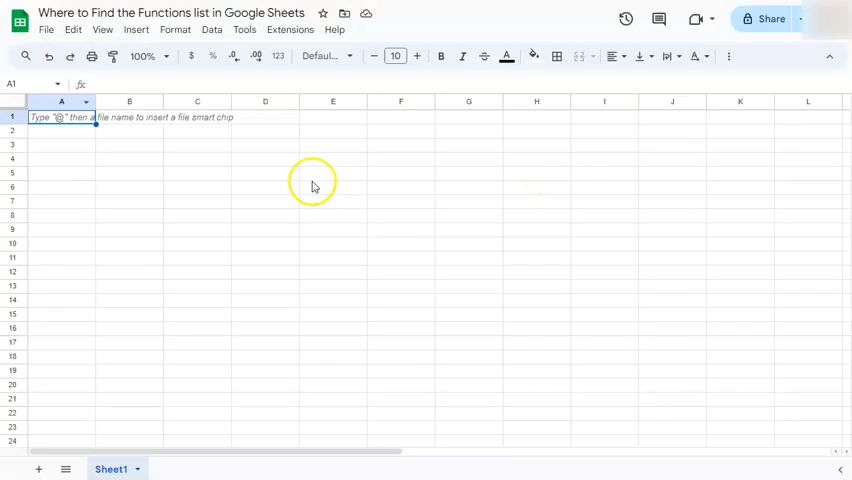 Where to Find the Functions list in Google Sheets
Share
File Edit View Insert Format Data Tools Extensions Help
100% $ % .0 .00 123 Defaul... 10 B I S A A
A1 fx
A B C D E F G H I J K L
1 Type "@" then a file name to insert a file smart chip
2
3
4
5
6
7
8
9
10
11
12
13
14
15
16
17
18
19
20
21
22
23
24
Sheet1